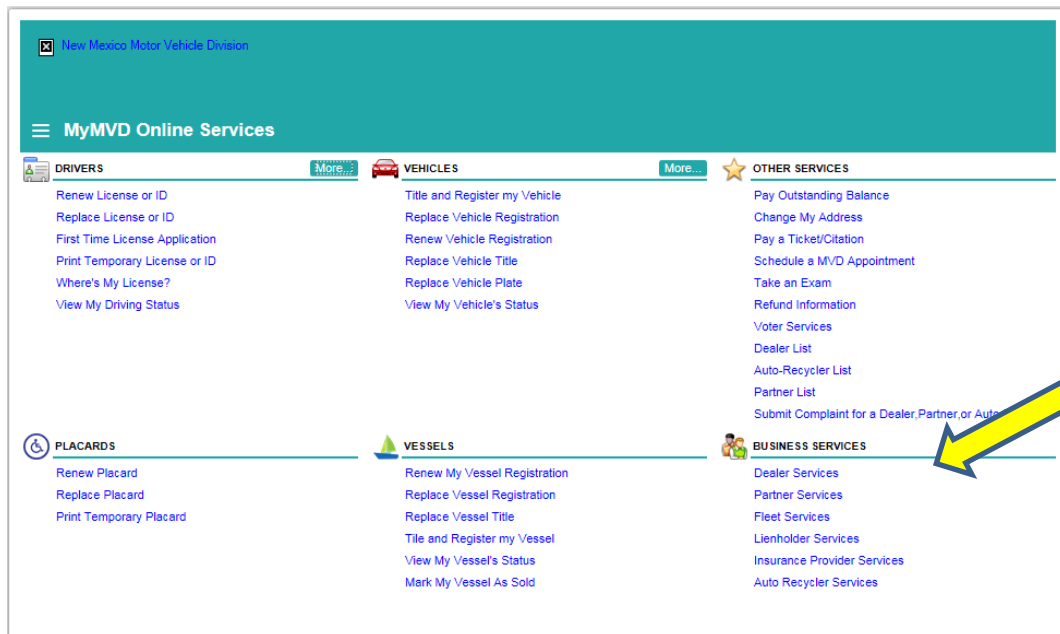 New Mexico Motor Vehicle Division
MyMVD Online Services
DRIVERS
More...
Renew License or ID
Replace License or ID
First Time License Application
Print Temporary License or ID
Where's My License?
View My Driving Status
VEHICLES
More...
Title and Register my Vehicle
Replace Vehicle Registration
Renew Vehicle Registration
Replace Vehicle Title
Replace Vehicle Plate
View My Vehicle's Status
OTHER SERVICES
Pay Outstanding Balance
Change My Address
Pay a Ticket/Citation
Schedule a MVD Appointment
Take an Exam
Refund Information
Voter Services
Dealer List
Auto-Recycler List
Partner List
Submit Complaint for a Dealer,Partner,or
PLACARDS
Renew Placard
Replace Placard
Print Temporary Placard
VESSELS
Renew My Vessel Registration
Replace Vessel Registration
Replace Vessel Title
Tile and Register my Vessel
View My Vessel's Status
Mark My Vessel As Sold
BUSINESS SERVICES
Dealer Services
Partner Services
Fleet Services
Lienholder Services
Insurance Provider Services
Auto Recycler Services